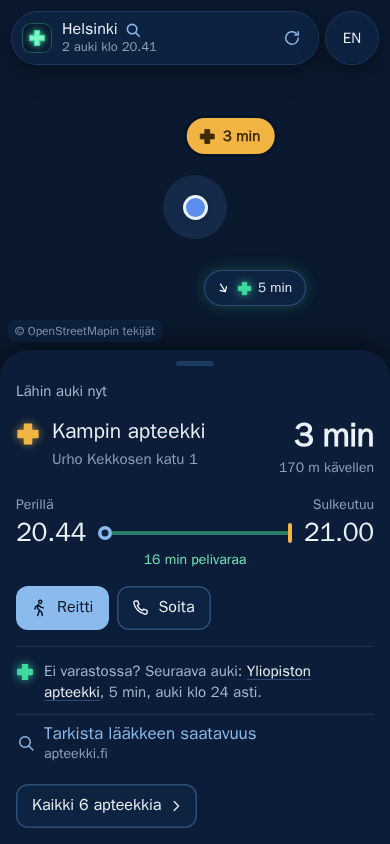 Helsinki
2 auki klo 20.41
EN
3 min
5 min
© OpenStreetMapin tekijät
Lähin auki nyt
Kampin apteekki
3 min
Urho Kekkosen katu 1
170 m kävellen
Perillä
Sulkeutuu
20.44
21.00
16 min pelivaraa
Reitti
Soita
Ei varastossa? Seuraava auki: Yliopiston
apteekki, 5 min, auki klo 24 asti.
Tarkista lääkkeen saatavuus
apteekki.fi
Kaikki 6 apteekkia